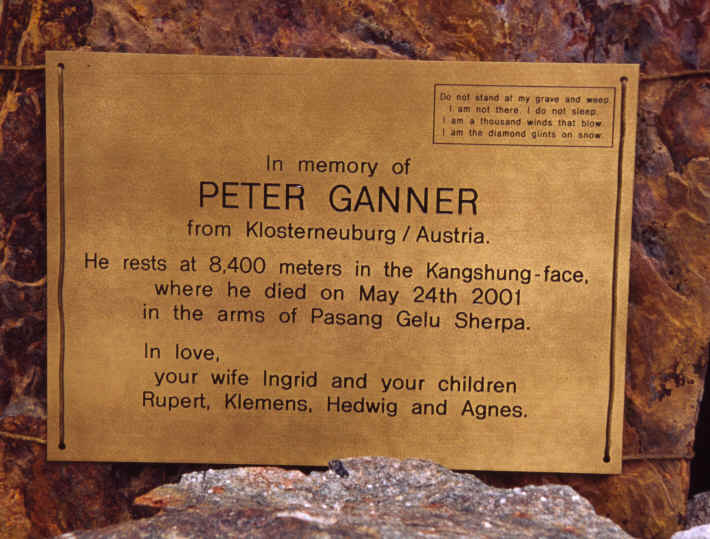 Do not stand at my grave and weep.
I am not there. I do not sleep.
I am a thousand winds that blow.
I am the diamond glints on snow.
In memory of
PETER GANNER
from Klosterneuburg / Austria.
He rests at 8,400 meters in the Kangshung-face,
where he died on May 24th 2001
in the arms of Pasang Gelu Sherpa.
In love,
your wife Ingrid and your children
Rupert, Klemens, Hedwig and Agnes.